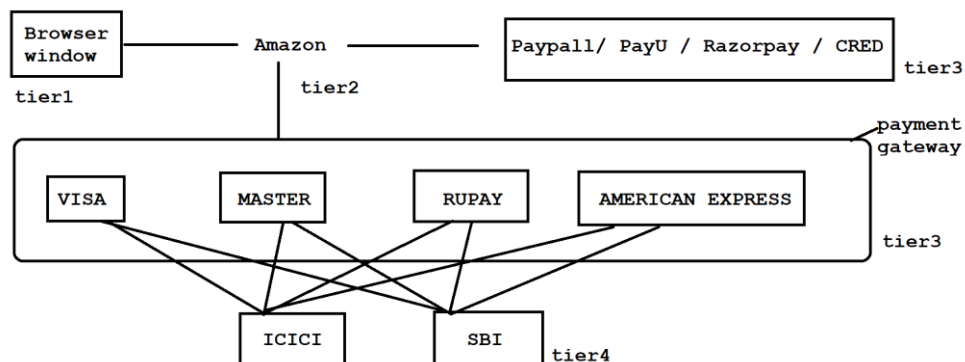 Browser
window
Amazon
Paypall/ PayU / Razorpay / CRED
tier3
tier1
tier2
payment
gateway
VISA
MASTER
RUPAY
AMERICAN EXPRESS
tier3
ICICI
SBI
tier4